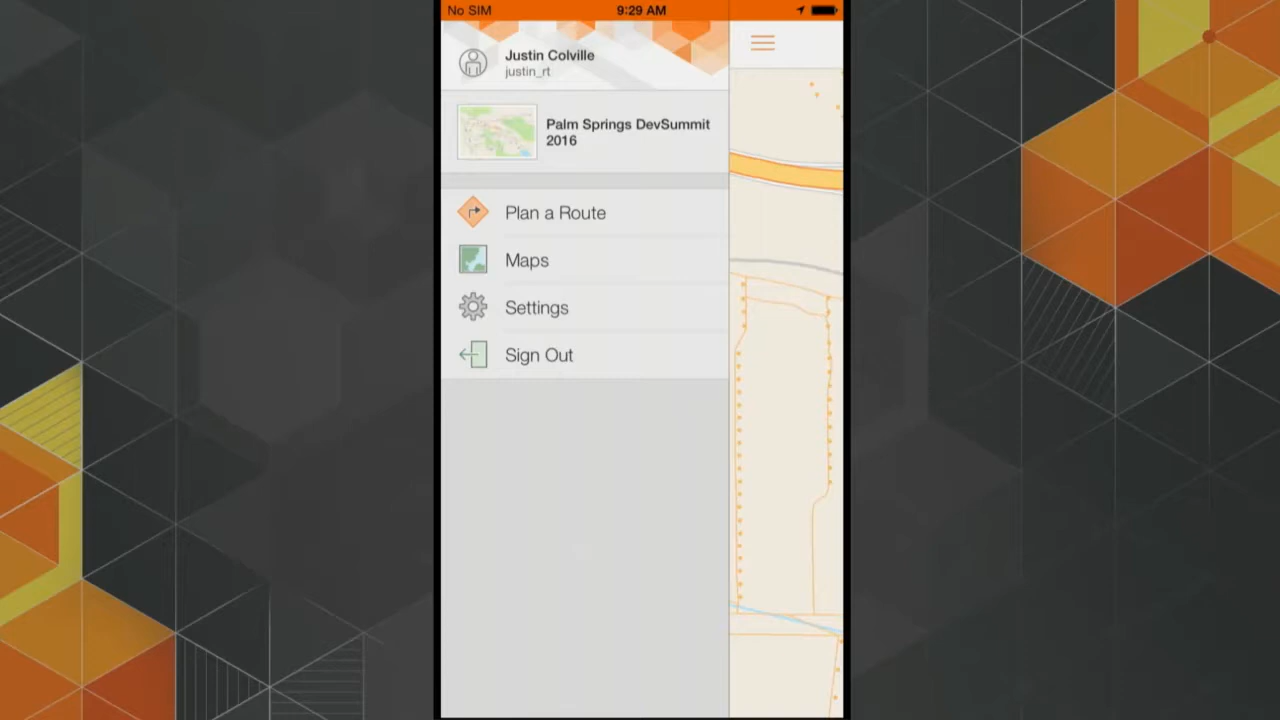 No SIM 9:29 AM
Justin Colville
justin_rt
Palm Springs DevSummit
2016
Plan a Route
Maps
Settings
Sign Out